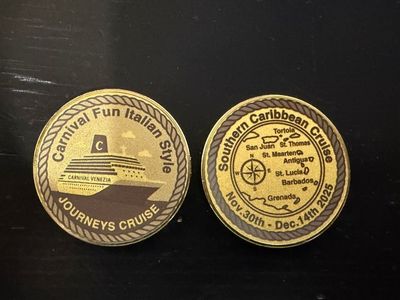 Carnival Fun Italian Style
C
CARNIVAL VENEZIA
JOURNEYS CRUISE
Southern Caribbean Cruise
Tortola
San Juan St. Thomas
St. Maarten
Antigua
St. Lucia
Barbados
Grenada
Nov.30th - Dec.14th 2025